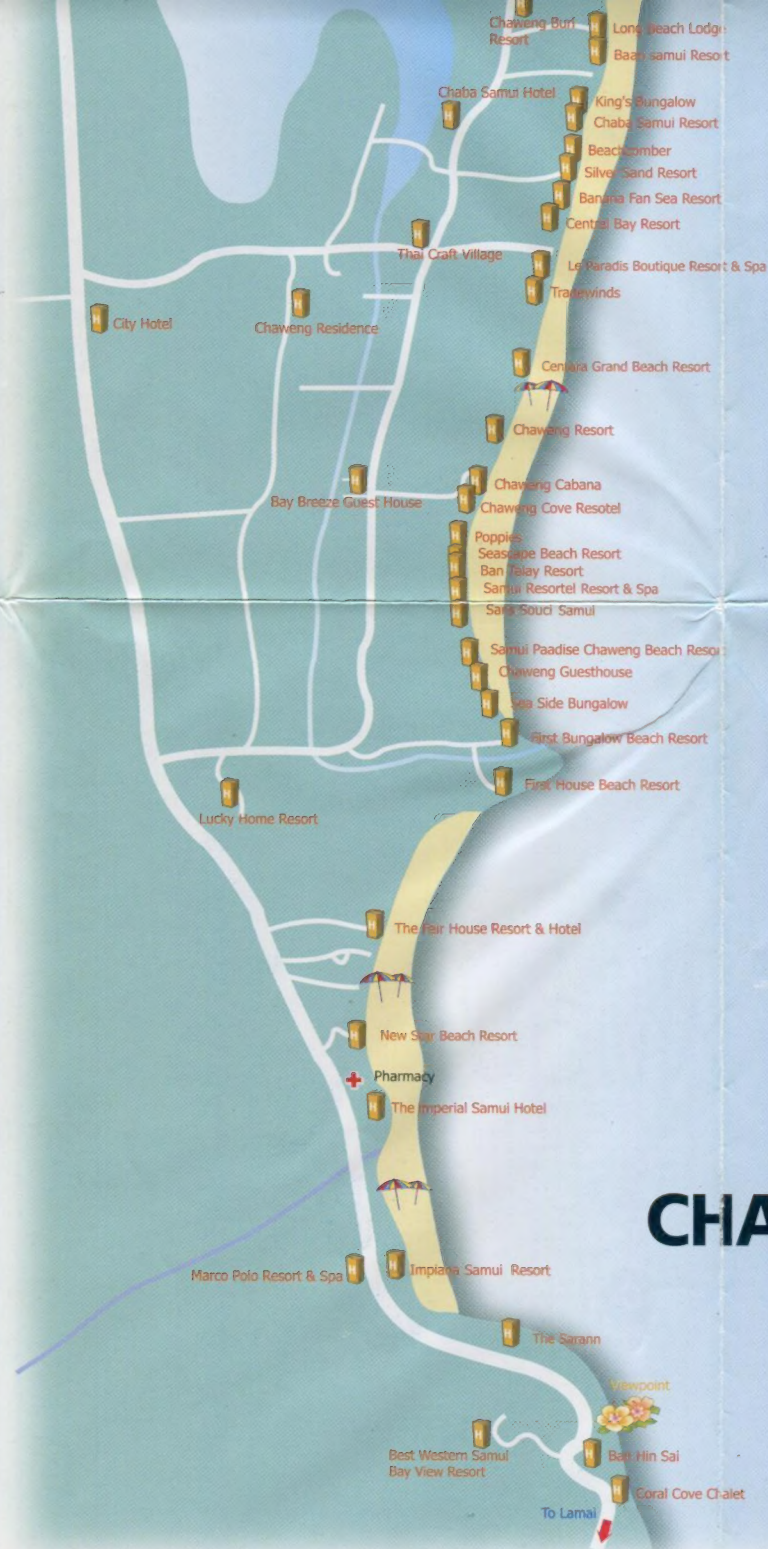 Chaweng Buri
Resort
Long Beach Lodge
Baan samui Resort
Chaba Samui Hotel
King's Bungalow
Chaba Samui Resort
Beachcomber
Silver Sand Resort
Banana Fan Sea Resort
Central Bay Resort
Thai Craft Village
Le Paradis Boutique Resort & Spa
Tradewinds
City Hotel
Chaweng Residence
Centara Grand Beach Resort
Chaweng Resort
Chaweng Cabana
Bay Breeze Guest House
Chaweng Cove Resotel
Poppies
Seascape Beach Resort
Ban Talay Resort
Samui Resortel Resort & Spa
Sans Souci Samui
Samui Paadise Chaweng Beach Resor
Chaweng Guesthouse
Sea Side Bungalow
First Bungalow Beach Resort
First House Beach Resort
Lucky Home Resort
The Fair House Resort & Hotel
New Star Beach Resort
Pharmacy
The Imperial Samui Hotel
CHA
Marco Polo Resort & Spa
Impiana Samui Resort
The Sarann
Viewpoint
Best Western Samui
Bay View Resort
Ban Hin Sai
Coral Cove Chalet
To Lamai